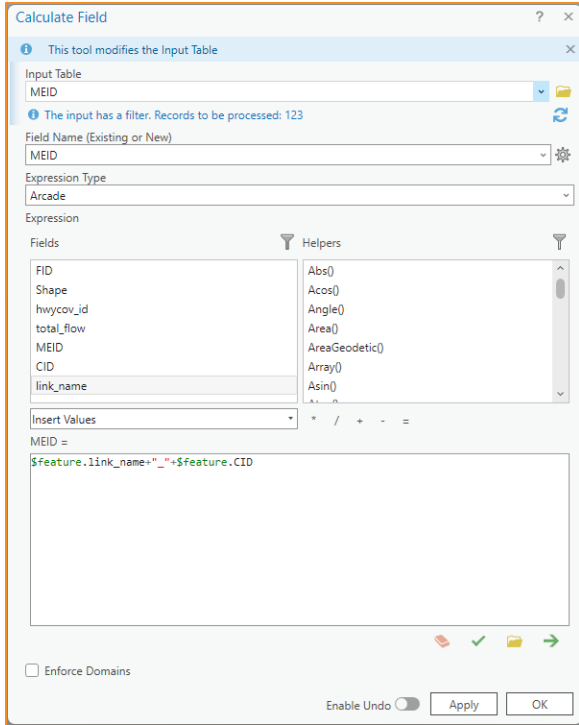 Calculate Field ? ×
This tool modifies the Input Table ×
Input Table
MEID
The input has a filter. Records to be processed: 123
Field Name (Existing or New)
MEID
Expression Type
Arcade
Expression
Fields
FID
Shape
hwycov_id
total_flow
MEID
CID
link_name
Helpers
Abs()
Acos()
Angle()
Area()
AreaGeodetic()
Array()
Asin()
Insert Values * / + - =
MEID =
$feature.link_name+"_"+$feature.CID
Enforce Domains
Enable Undo Apply OK